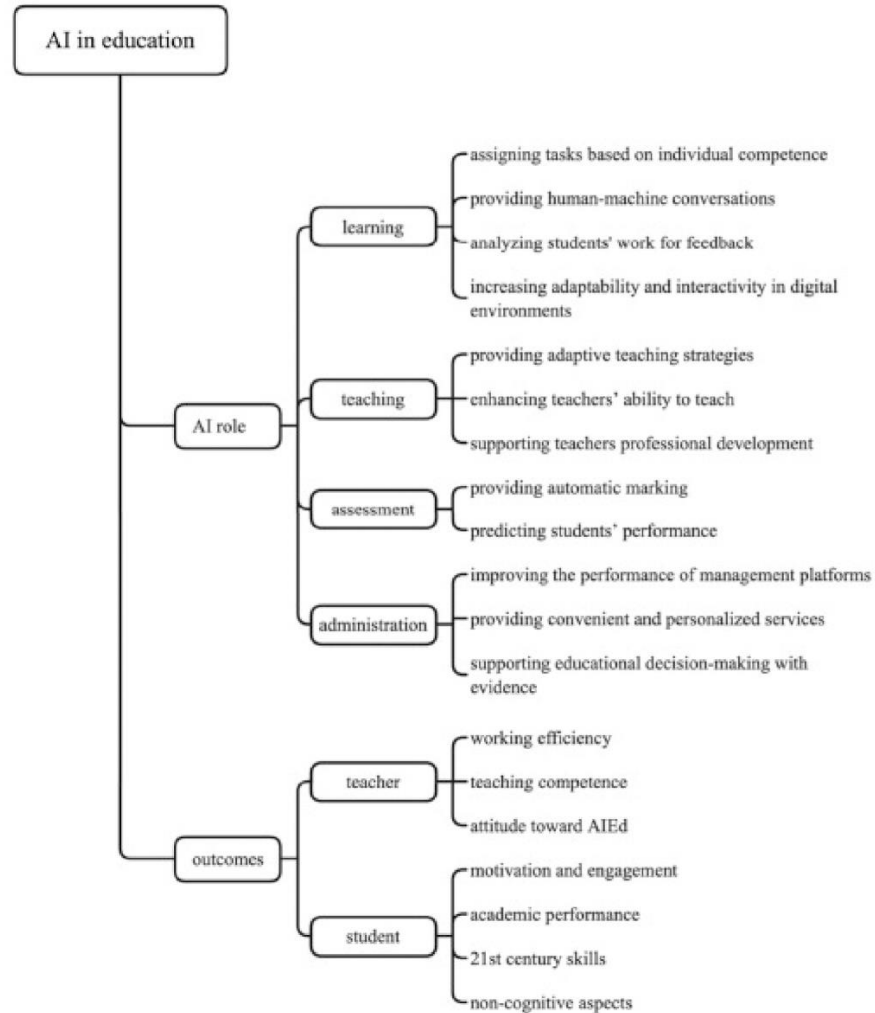 AI in education
assigning tasks based on individual competence
providing human-machine conversations
learning
analyzing students' work for feedback
increasing adaptability and interactivity in digital
environments
providing adaptive teaching strategies
teaching
enhancing teachers’ ability to teach
AI role
supporting teachers professional development
providing automatic marking
assessment
predicting students’ performance
improving the performance of management platforms
administration
providing convenient and personalized services
supporting educational decision-making with
evidence
working efficiency
teacher
teaching competence
attitude toward AIEd
outcomes
motivation and engagement
academic performance
student
21st century skills
non-cognitive aspects